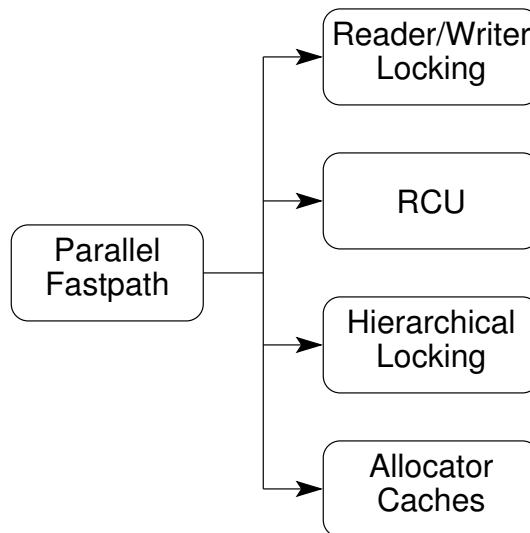 Reader/Writer
Locking
RCU
Parallel
Fastpath
Hierarchical
Locking
Allocator
Caches